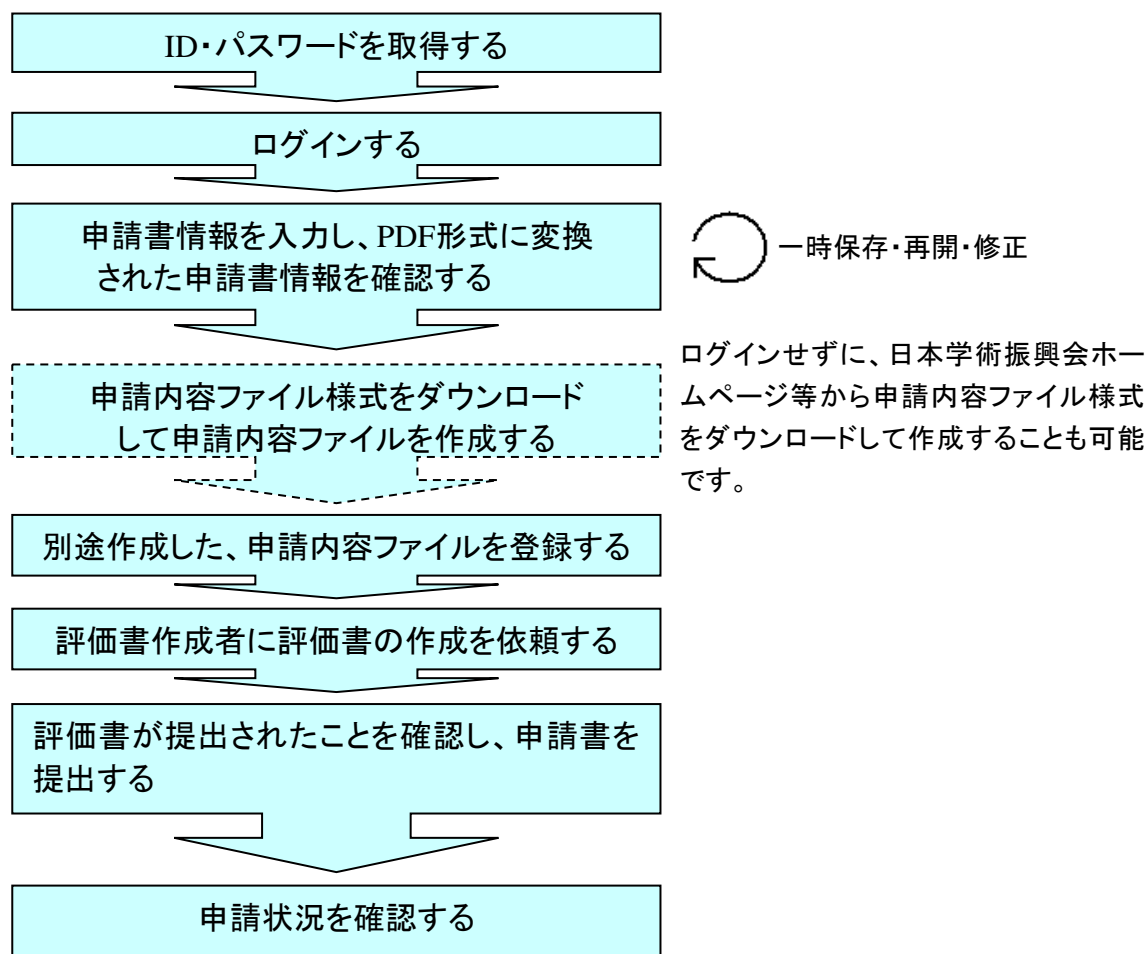 ID・パスワードを取得する
ログインする
申請書情報を入力し、PDF形式に変換
された申請書情報を確認する
一時保存・再開・修正
申請内容ファイル様式をダウンロード
して申請内容ファイルを作成する
ログインせずに、日本学術振興会ホー
ムページ等から申請内容ファイル様式
をダウンロードして作成することも可能
です。
別途作成した、申請内容ファイルを登録する
評価書作成者に評価書の作成を依頼する
評価書が提出されたことを確認し、申請書を
提出する
申請状況を確認する